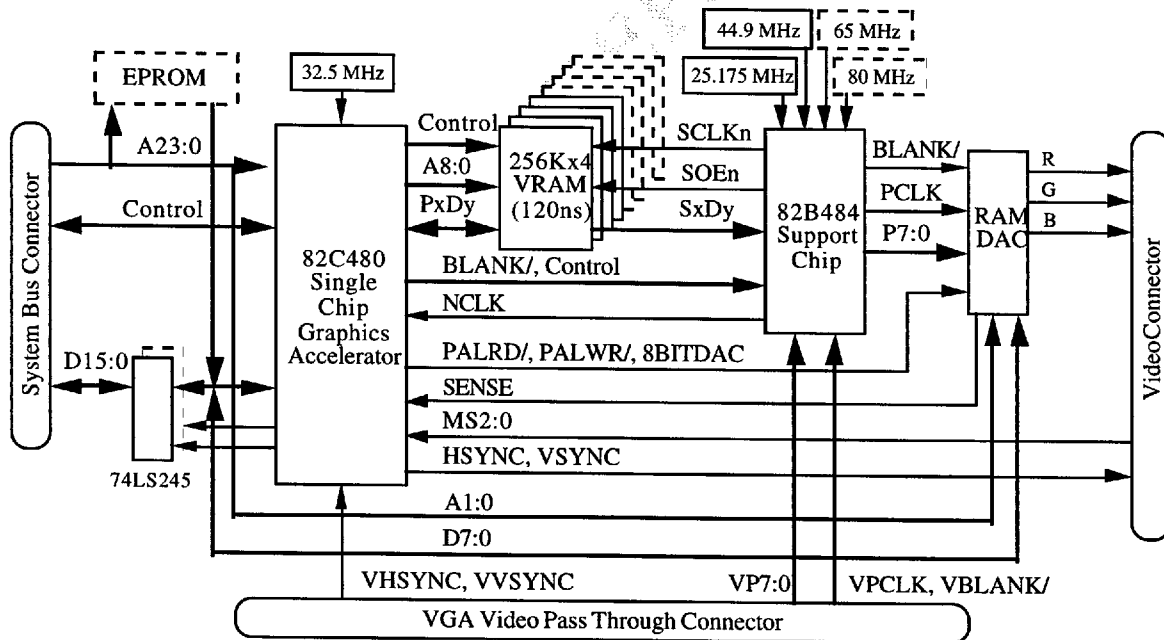 44.9 MHz
65 MHz
EPROM
32.5 MHz
25.175 MHz
80 MHz
System Bus Connector
A23:0
Control
D15:0
74LS245
82C480
Single
Chip
Graphics
Accelerator
Control
A8:0
PxDy
256Kx4
VRAM
(120ns)
SCLKn
SOEn
SxDy
82B484
Support
Chip
BLANK/
PCLK
P7:0
RAM
DAC
R
G
B
VideoConnector
BLANK/, Control
NCLK
PALRD/, PALWR/, 8BITDAC
SENSE
MS2:0
HSYNC, VSYNC
A1:0
D7:0
VHSYNC, VVSYNC
VP7:0
VPCLK, VBLANK/
VGA Video Pass Through Connector